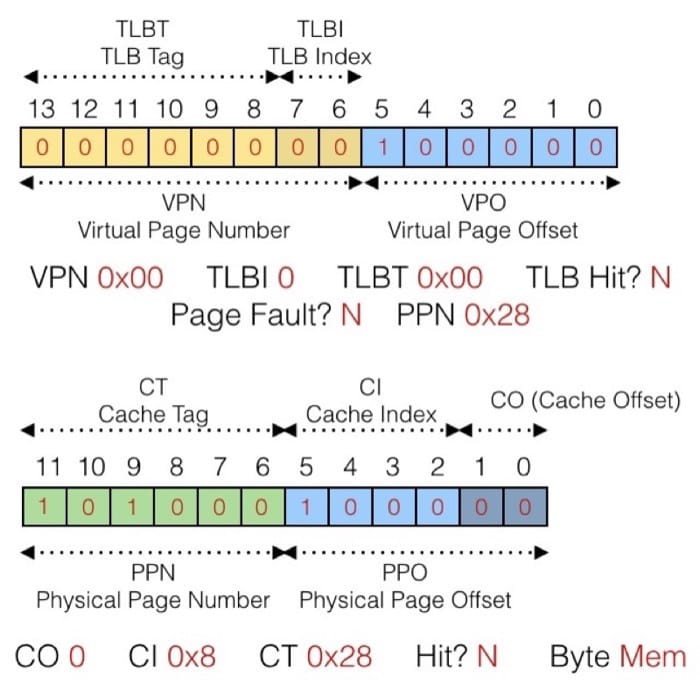 TLBT TLBI
TLB Tag TLB Index
13 12 11 10 9 8 7 6 5 4 3 2 1 0
0 0 0 0 0 0 0 0 1 0 0 0 0 0
VPN VPO
Virtual Page Number Virtual Page Offset
VPN 0x00 TLBI 0 TLBT 0x00 TLB Hit? N
Page Fault? N PPN 0x28
CT CI CO (Cache Offset)
Cache Tag Cache Index
11 10 9 8 7 6 5 4 3 2 1 0
1 0 1 0 0 0 1 0 0 0 0 0
PPN PPO
Physical Page Number Physical Page Offset
CO 0 CI 0x8 CT 0x28 Hit? N Byte Mem